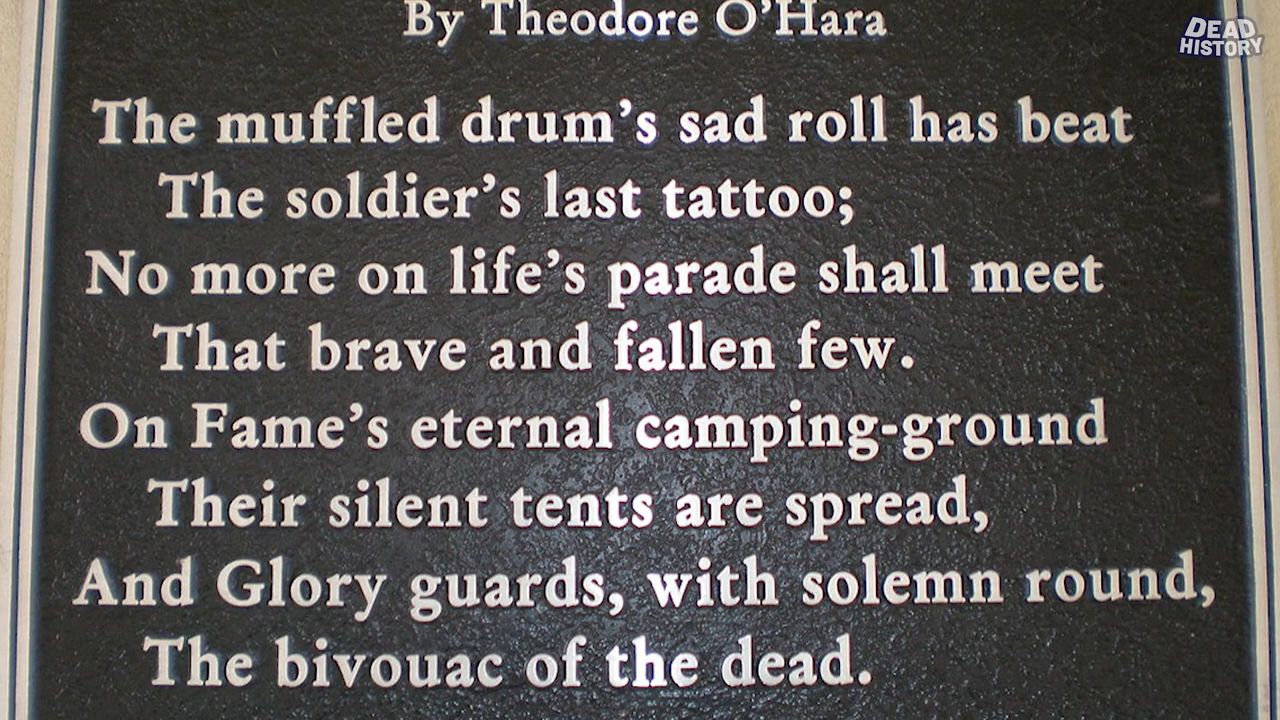 By Theodore O'Hara
DEAD
HISTORY
The muffled drum's sad roll has beat
The soldier's last tattoo;
No more on life's parade shall meet
That brave and fallen few.
On Fame's eternal camping-ground
Their silent tents are spread,
And Glory guards, with solemn round,
The bivouac of the dead.